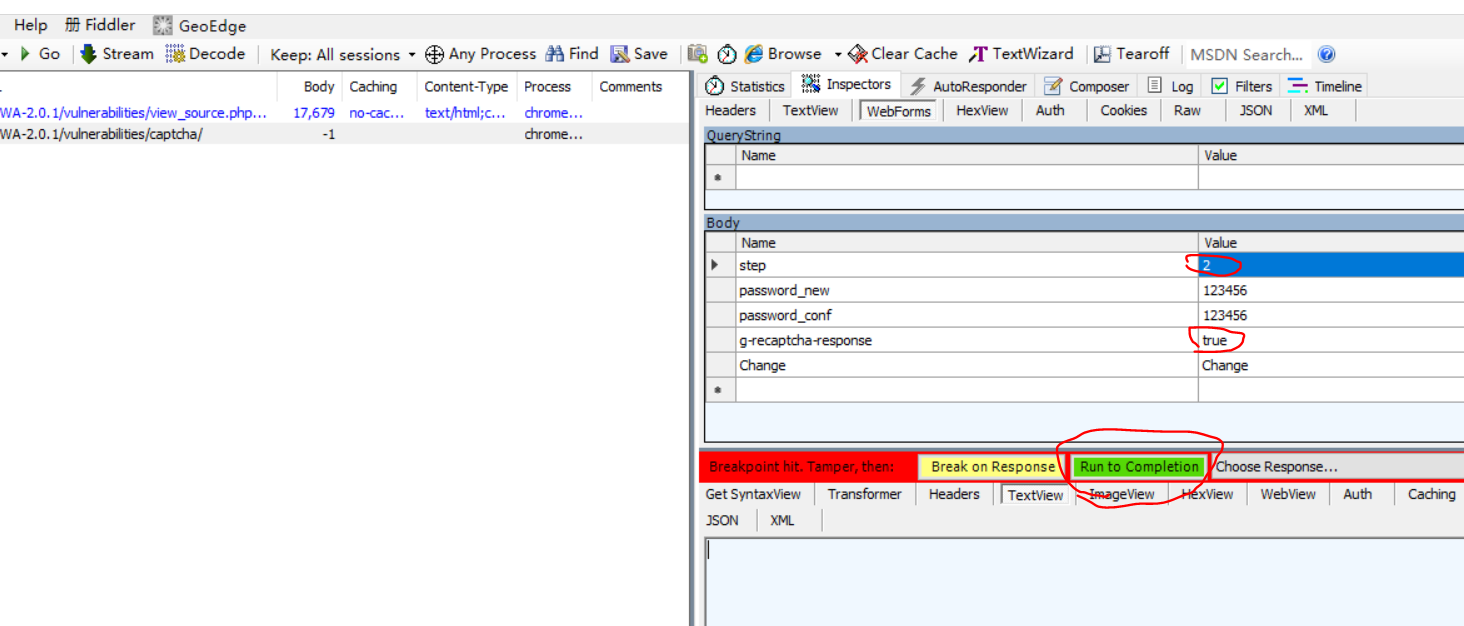 Help Fiddler GeoEdge
Go Stream Decode Keep: All sessions Any Process Find Save Browse Clear Cache TextWizard Tearoff MSDN Search...
Body Caching Content-Type Process Comments
WA-2.0.1/vulnerabilities/view_source.php... 17,679 no-cac... text/html;c... chrome...
WA-2.0.1/vulnerabilities/captcha/ -1 chrome...
Statistics Inspectors AutoResponder Composer Log Filters Timeline
Headers TextView WebForms HexView Auth Cookies Raw JSON XML
QueryString
Name Value
*
Body
Name Value
step 2
password_new 123456
password_conf 123456
g-recaptcha-response true
Change Change
*
Breakpoint hit. Tamper, then: Break on Response Run to Completion Choose Response...
Get SyntaxView Transformer Headers TextView ImageView HexView WebView Auth Caching
JSON XML